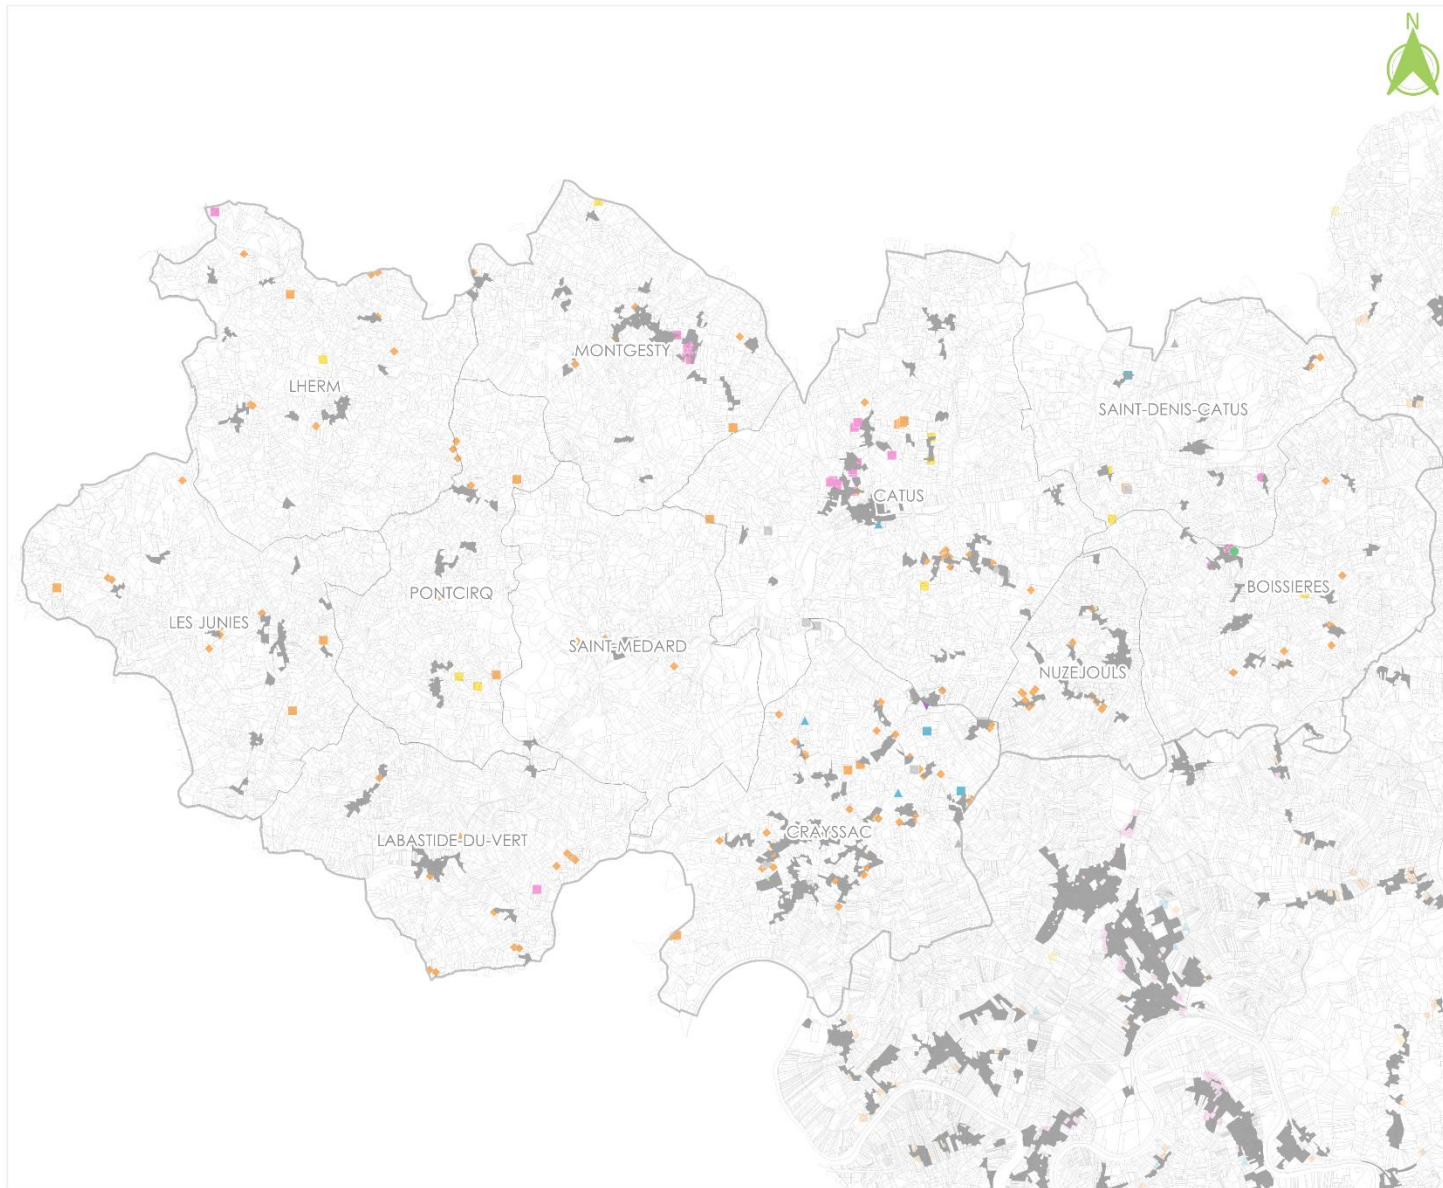 N
MONTGESTY
LHERM
SAINT-DENIS-CATUS
CATUS
PONTCIRQ
BOISSIERES
LES JUNIES
SAINT-MEDARD
NUZEJOULS
CRAYSSAC
LABASTIDE-DU-VERT